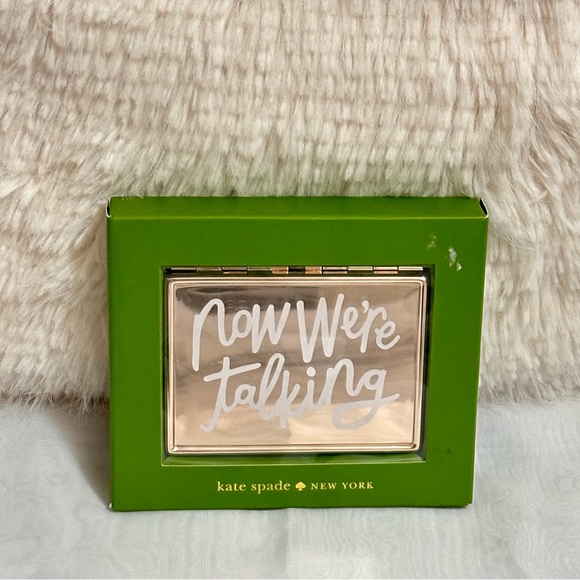 now we're
talking
kate spade ♠ NEW YORK